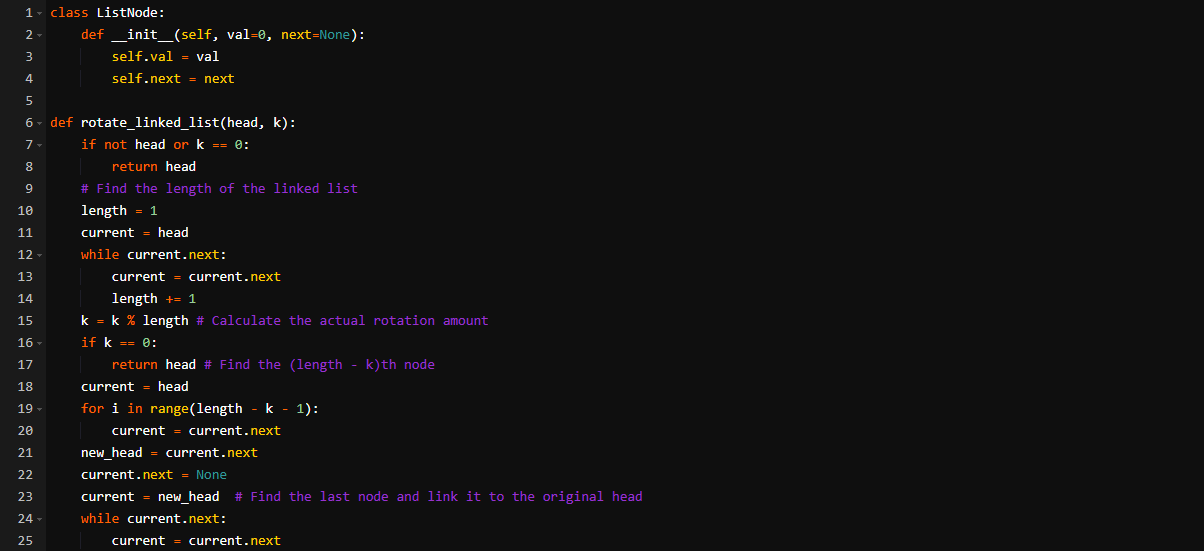 1 class ListNode:
2     def __init__(self, val=0, next=None):
3         self.val = val
4         self.next = next
5
6 def rotate_linked_list(head, k):
7     if not head or k == 0:
8         return head
9     # Find the length of the linked list
10     length = 1
11     current = head
12     while current.next:
13         current = current.next
14         length += 1
15     k = k % length # Calculate the actual rotation amount
16     if k == 0:
17         return head # Find the (length - k)th node
18     current = head
19     for i in range(length - k - 1):
20         current = current.next
21     new_head = current.next
22     current.next = None
23     current = new_head  # Find the last node and link it to the original head
24     while current.next:
25         current = current.next